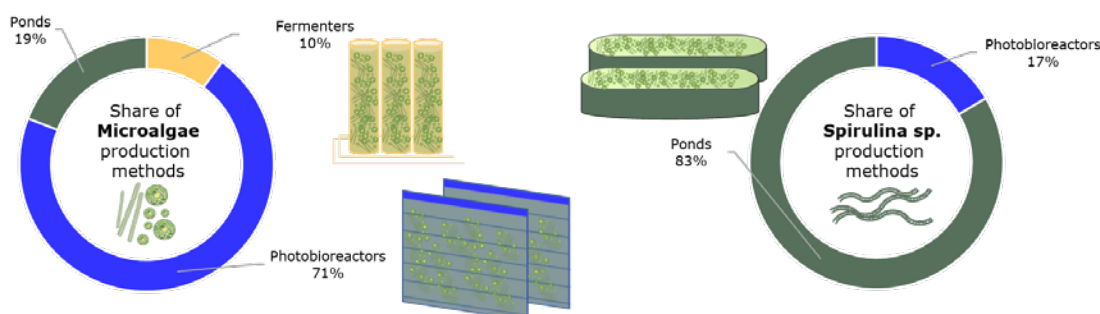 Ponds
19%
Fermenters
10%
Share of
Microalgae
production
methods
Photobioreactors
71%
Photobioreactors
17%
Ponds
83%
Share of
Spirulina sp.
production
methods